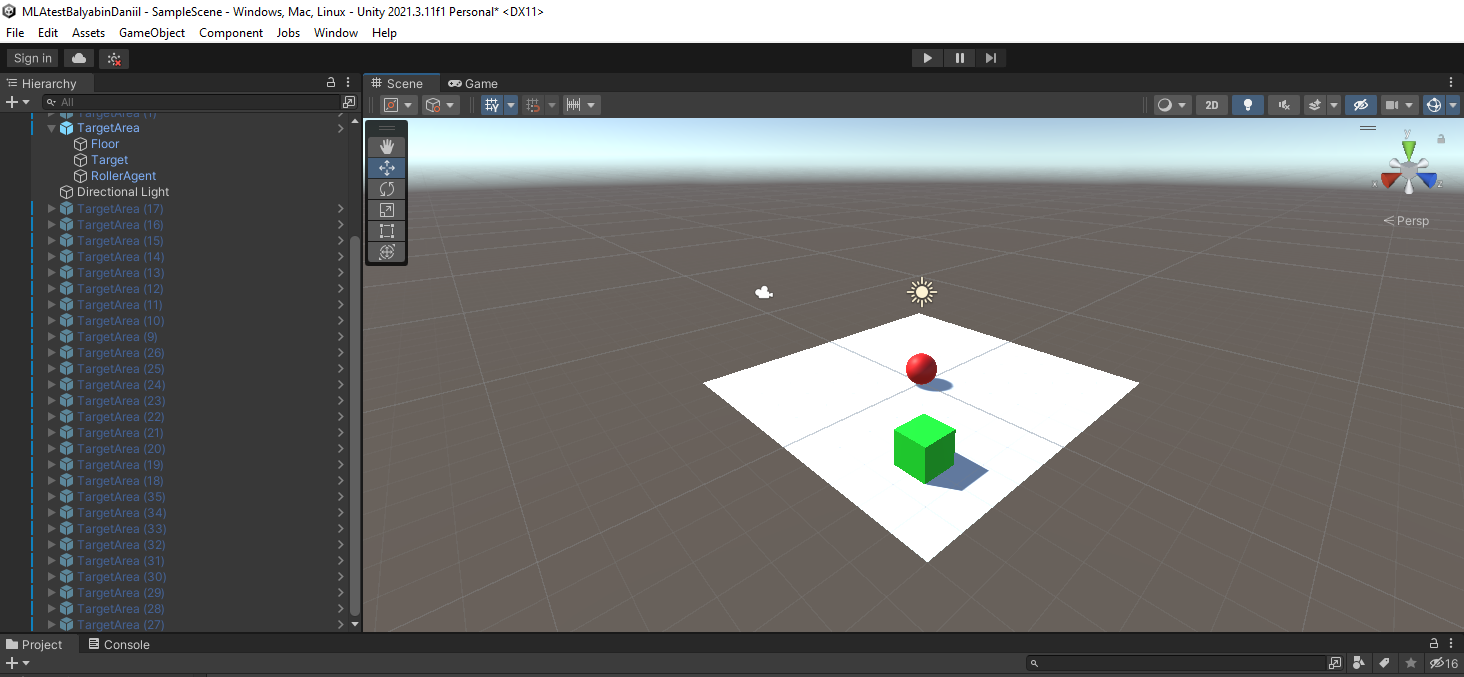 MLAtestBalyabinDaniil - SampleScene - Windows, Mac, Linux - Unity 2021.3.11f1 Personal* <DX11>
File Edit Assets GameObject Component Jobs Window Help
Sign in
Hierarchy
Scene
Game
All
2D
TargetArea (1)
TargetArea
Floor
Target
RollerAgent
Directional Light
TargetArea (17)
TargetArea (16)
TargetArea (15)
TargetArea (14)
TargetArea (13)
TargetArea (12)
TargetArea (11)
TargetArea (10)
TargetArea (9)
TargetArea (26)
TargetArea (25)
TargetArea (24)
TargetArea (23)
TargetArea (22)
TargetArea (21)
TargetArea (20)
TargetArea (19)
TargetArea (18)
TargetArea (35)
TargetArea (34)
TargetArea (33)
TargetArea (32)
TargetArea (31)
TargetArea (30)
TargetArea (29)
TargetArea (28)
TargetArea (27)
y
x
z
Persp
Project
Console
16